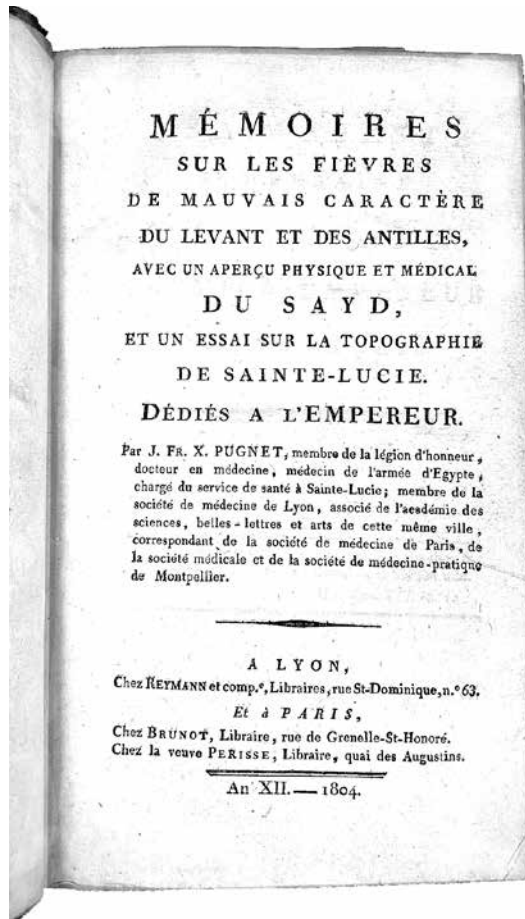 MÉMOIRES
SUR LES FIÈVRES
DE MAUVAIS CARACTÈRE
DU LEVANT ET DES ANTILLES,
AVEC UN APERÇU PHYSIQUE ET MÉDICAL
DU SAYD,
ET UN ESSAI SUR LA TOPOGRAPHIE
DE SAINTE-LUCIE.
DÉDIÉS A L'EMPEREUR.
Par J. FR. X. PUGNET, membre de la légion d'honneur,
docteur en médecine, médecin de l'armée d'Egypte,
chargé du service de santé à Sainte-Lucie; membre de la
société de médecine de Lyon, associé de l'académie des
sciences, belles-lettres et arts de cette même ville,
correspondant de la société de médecine de Paris, de
la société médicale et de la société de médecine-pratique
de Montpellier.
A LYON,
Chez REYMANN et comp.e, Libraires, rue St-Dominique, n.o 63.
Et à PARIS,
Chez BRUNOT, Libraire, rue de Grenelle-St-Honoré.
Chez la veuve PERISSE, Libraire, quai des Augustins.
An XII. — 1804.